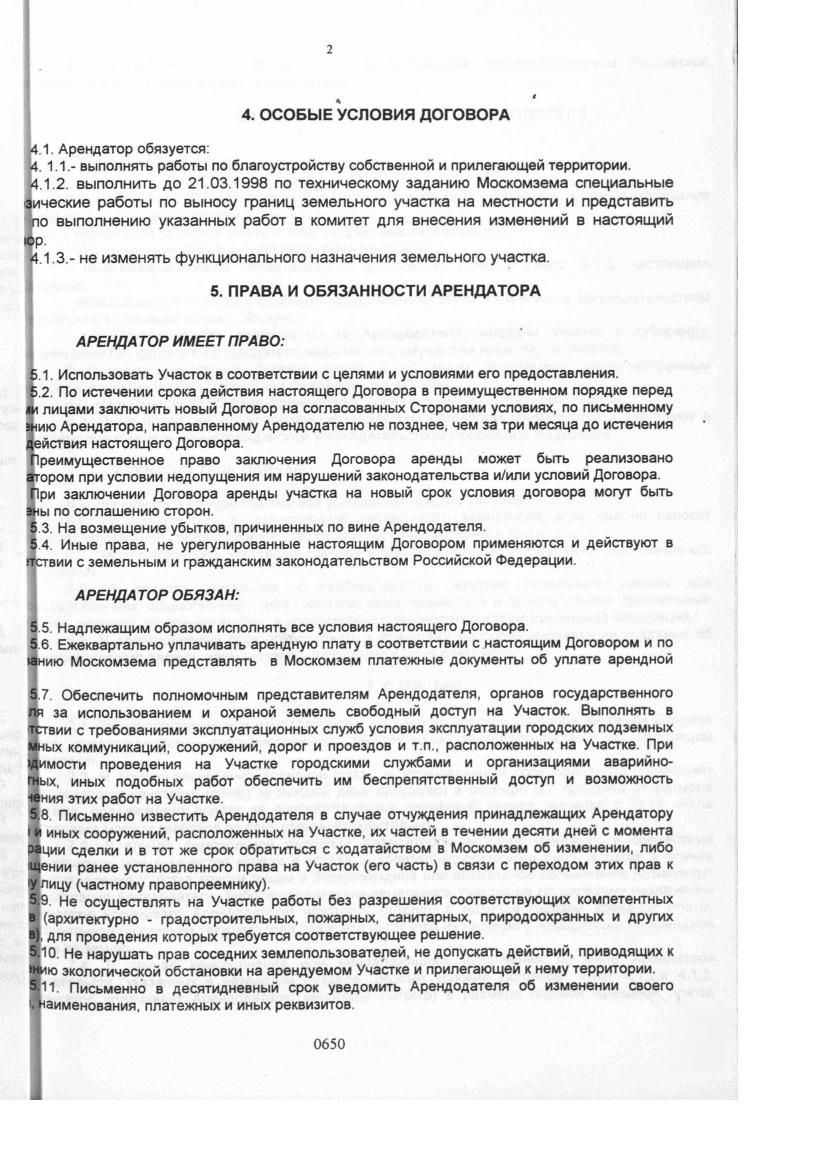 2
4. ОСОБЫЕ УСЛОВИЯ ДОГОВОРА
4.1. Арендатор обязуется:
4. 1.1.- выполнять работы по благоустройству собственной и прилегающей территории.
4.1.2. выполнить до 21.03.1998 по техническому заданию Москомзема специальные
зические работы по выносу границ земельного участка на местности и представить
по выполнению указанных работ в комитет для внесения изменений в настоящий
ор.
4.1.3.- не изменять функционального назначения земельного участка.
5. ПРАВА И ОБЯЗАННОСТИ АРЕНДАТОРА
АРЕНДАТОР ИМЕЕТ ПРАВО:
5.1. Использовать Участок в соответствии с целями и условиями его предоставления.
5.2. По истечении срока действия настоящего Договора в преимущественном порядке перед
и лицами заключить новый Договор на согласованных Сторонами условиях, по письменному
нию Арендатора, направленному Арендодателю не позднее, чем за три месяца до истечения
действия настоящего Договора.
Преимущественное право заключения Договора аренды может быть реализовано
атором при условии недопущения им нарушений законодательства и/или условий Договора.
При заключении Договора аренды участка на новый срок условия договора могут быть
ны по соглашению сторон.
5.3. На возмещение убытков, причиненных по вине Арендодателя.
5.4. Иные права, не урегулированные настоящим Договором применяются и действуют в
тствии с земельным и гражданским законодательством Российской Федерации.
АРЕНДАТОР ОБЯЗАН:
5.5. Надлежащим образом исполнять все условия настоящего Договора.
5.6. Ежеквартально уплачивать арендную плату в соответствии с настоящим Договором и по
анию Москомзема представлять в Москомзем платежные документы об уплате арендной
5.7. Обеспечить полномочным представителям Арендодателя, органов государственного
ля за использованием и охраной земель свободный доступ на Участок. Выполнять в
тствии с требованиями эксплуатационных служб условия эксплуатации городских подземных
мных коммуникаций, сооружений, дорог и проездов и т.п., расположенных на Участке. При
димости проведения на Участке городскими службами и организациями аварийно-
тных, иных подобных работ обеспечить им беспрепятственный доступ и возможность
нения этих работ на Участке.
5.8. Письменно известить Арендодателя в случае отчуждения принадлежащих Арендатору
и иных сооружений, расположенных на Участке, их частей в течении десяти дней с момента
рации сделки и в тот же срок обратиться с ходатайством в Москомзем об изменении, либо
щении ранее установленного права на Участок (его часть) в связи с переходом этих прав к
у лицу (частному правопреемнику).
5.9. Не осуществлять на Участке работы без разрешения соответствующих компетентных
в (архитектурно - градостроительных, пожарных, санитарных, природоохранных и других
в), для проведения которых требуется соответствующее решение.
5.10. Не нарушать прав соседних землепользователей, не допускать действий, приводящих к
нию экологической обстановки на арендуемом Участке и прилегающей к нему территории.
5.11. Письменно в десятидневный срок уведомить Арендодателя об изменении своего
, наименования, платежных и иных реквизитов.
0650